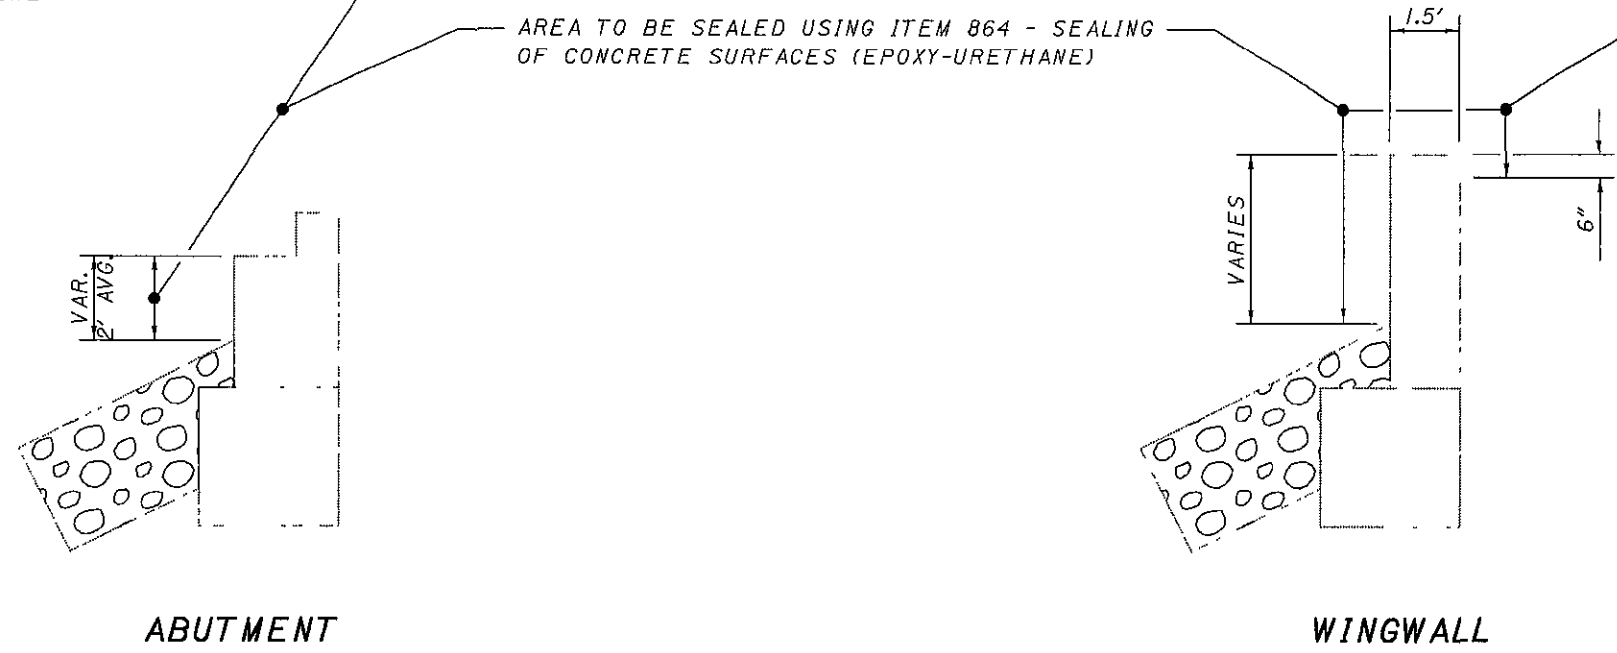 AREA TO BE SEALED USING ITEM 864 - SEALING
OF CONCRETE SURFACES (EPOXY-URETHANE)
1.5'
VAR.
2' AVG.
VARIES
6"
ABUTMENT
WINGWALL